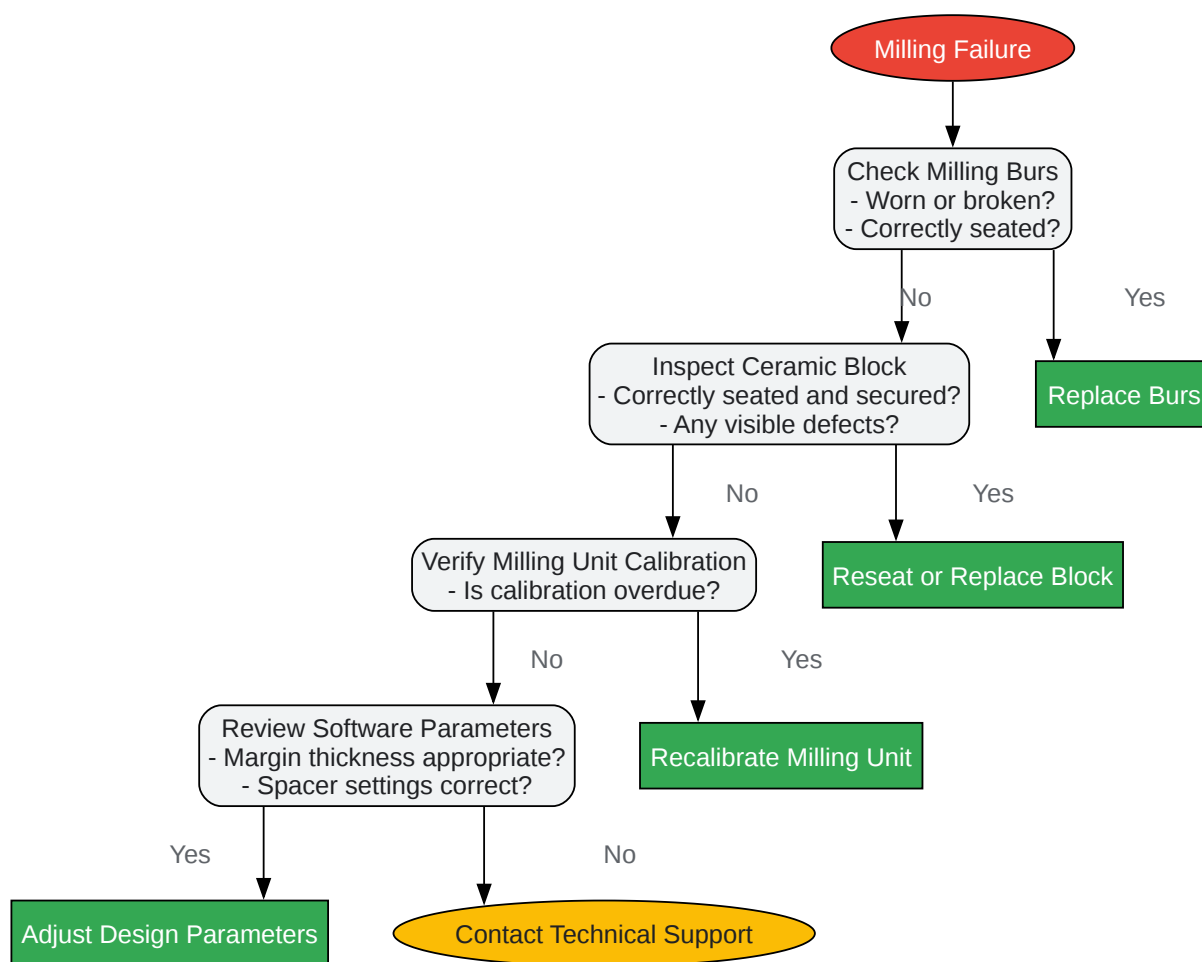 Milling Failure
Check Milling Burs
- Worn or broken?
- Correctly seated?
No
Yes
Inspect Ceramic Block
- Correctly seated and secured?
- Any visible defects?
Replace Burs
No
Yes
Verify Milling Unit Calibration
- Is calibration overdue?
Reseat or Replace Block
No
Yes
Review Software Parameters
- Margin thickness appropriate?
- Spacer settings correct?
Recalibrate Milling Unit
Yes
No
Adjust Design Parameters
Contact Technical Support